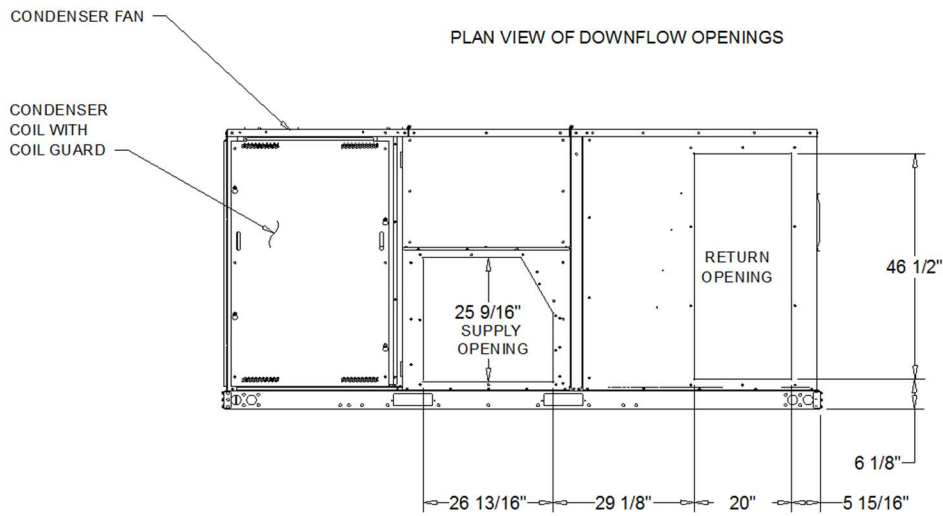 CONDENSER FAN
PLAN VIEW OF DOWNFLOW OPENINGS
CONDENSER
COIL WITH
COIL GUARD
RETURN
OPENING
46 1/2"
25 9/16"
SUPPLY
OPENING
6 1/8"
26 13/16"
29 1/8"
20"
5 15/16"